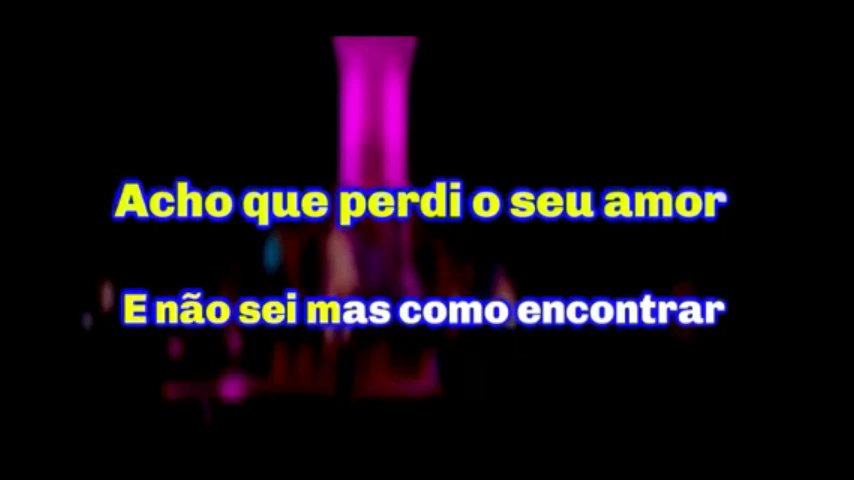 Acho que perdi o seu amor
E não sei mas como encontrar